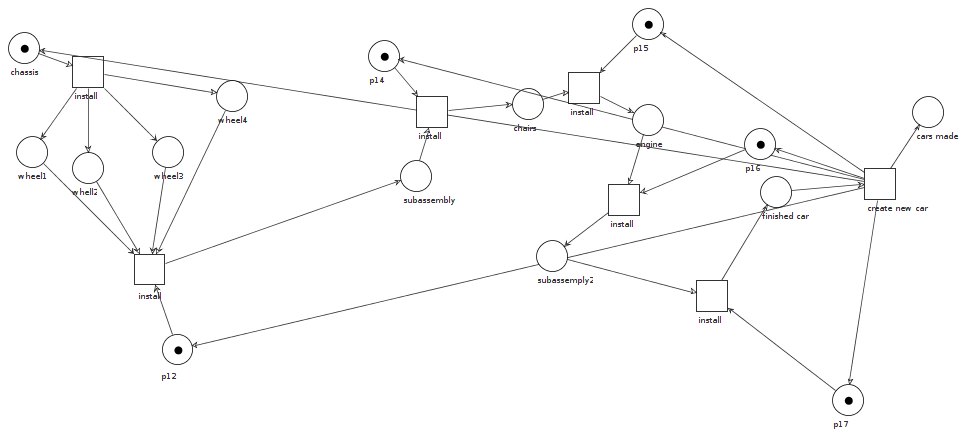 p15
chassis
p14
install
install
wheel4
chairs
cars made
install
engine
p16
wheel1
whell2
wheel3
subassembly
create new car
finished car
install
subassemply2
install
install
p12
p17